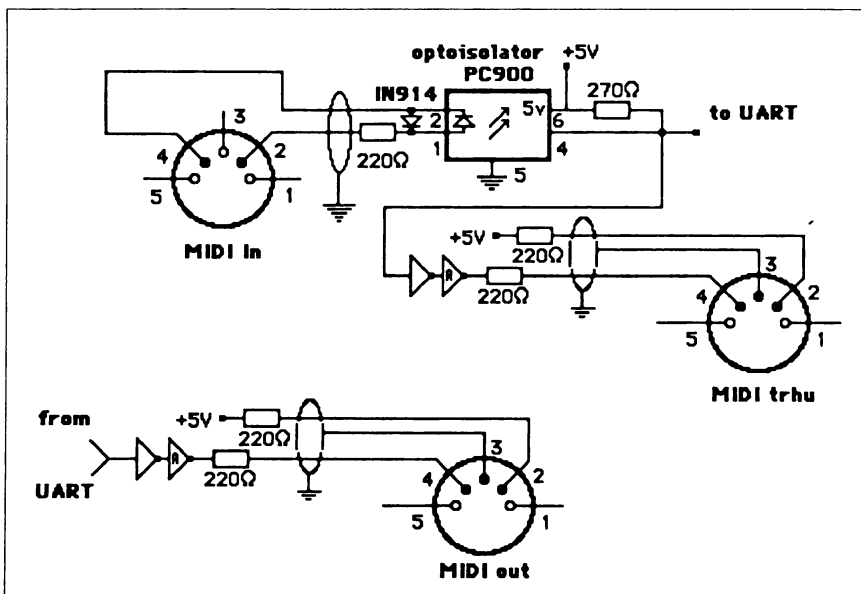 optoisolator
PC900
+5V
IN914
270Ω
5v
to UART
2
6
1
4
220Ω
5
3
4
2
5
1
MIDI in
+5V
220Ω
220Ω
3
4
2
5
1
MIDI trhu
from
UART
+5V
220Ω
A
220Ω
A
3
4
2
5
1
MIDI out